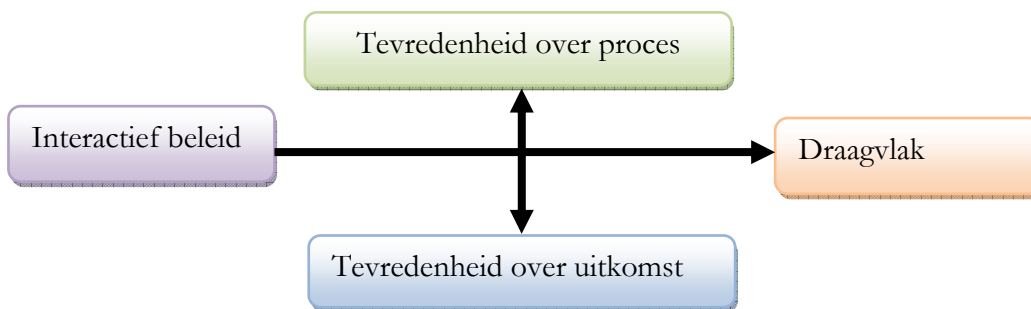 Tevredenheid over proces
Interactief beleid
Draagvlak
Tevredenheid over uitkomst